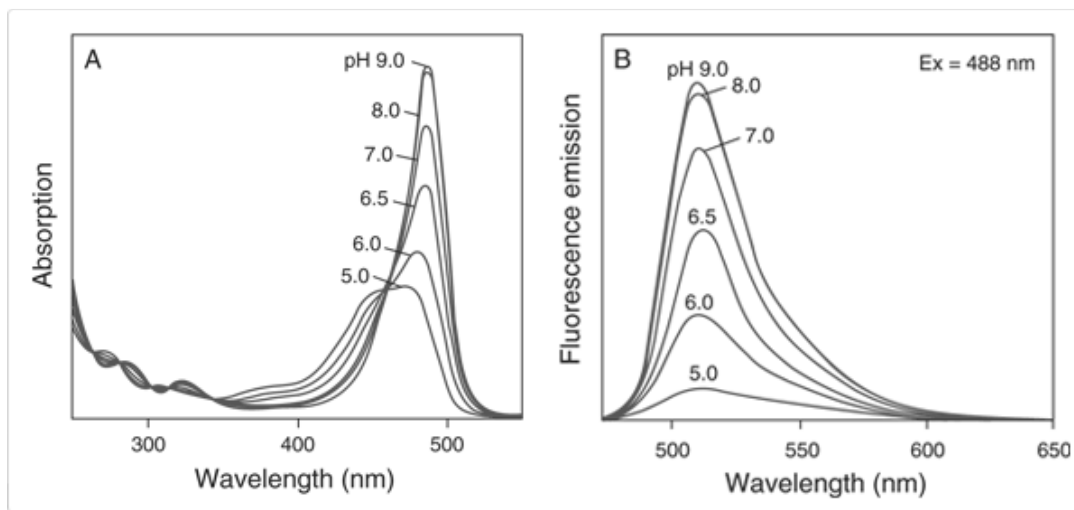 A
pH 9.0
8.0
7.0
6.5
6.0
5.0
Absorption
300
400
500
Wavelength (nm)
B
Ex = 488 nm
pH 9.0
8.0
7.0
6.5
6.0
5.0
Fluorescence emission
500
550
600
650
Wavelength (nm)